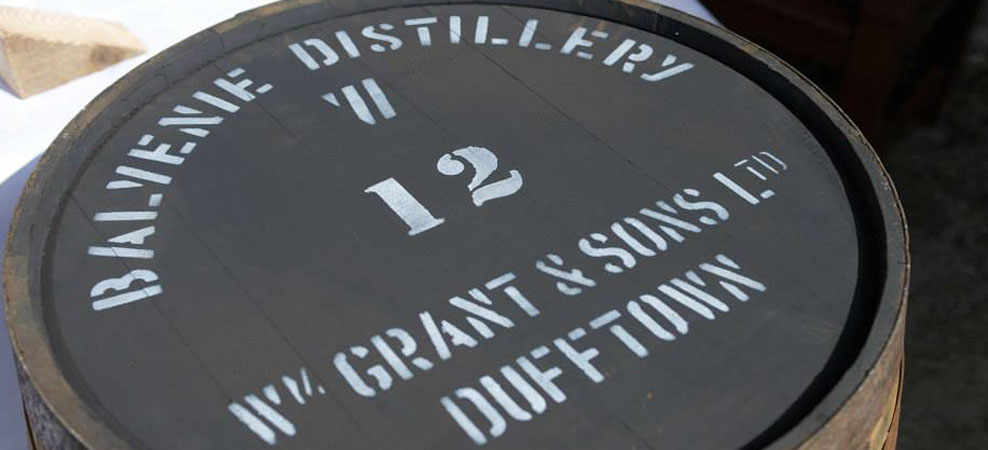 BALVENIE DISTILLERY
12
Wᴹ GRANT & SONS LTD
DUFFTOWN